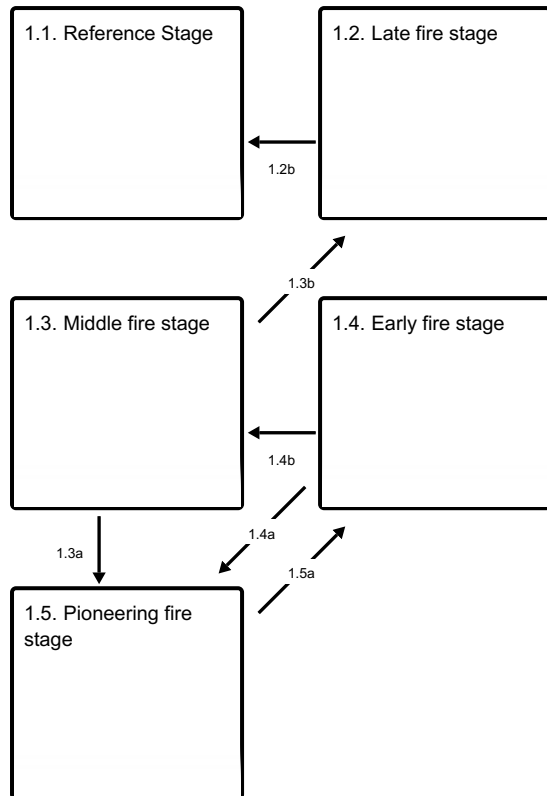 1.1. Reference Stage
1.2. Late fire stage
1.2b
1.3b
1.3. Middle fire stage
1.4. Early fire stage
1.4b
1.4a
1.3a
1.5a
1.5. Pioneering fire
stage